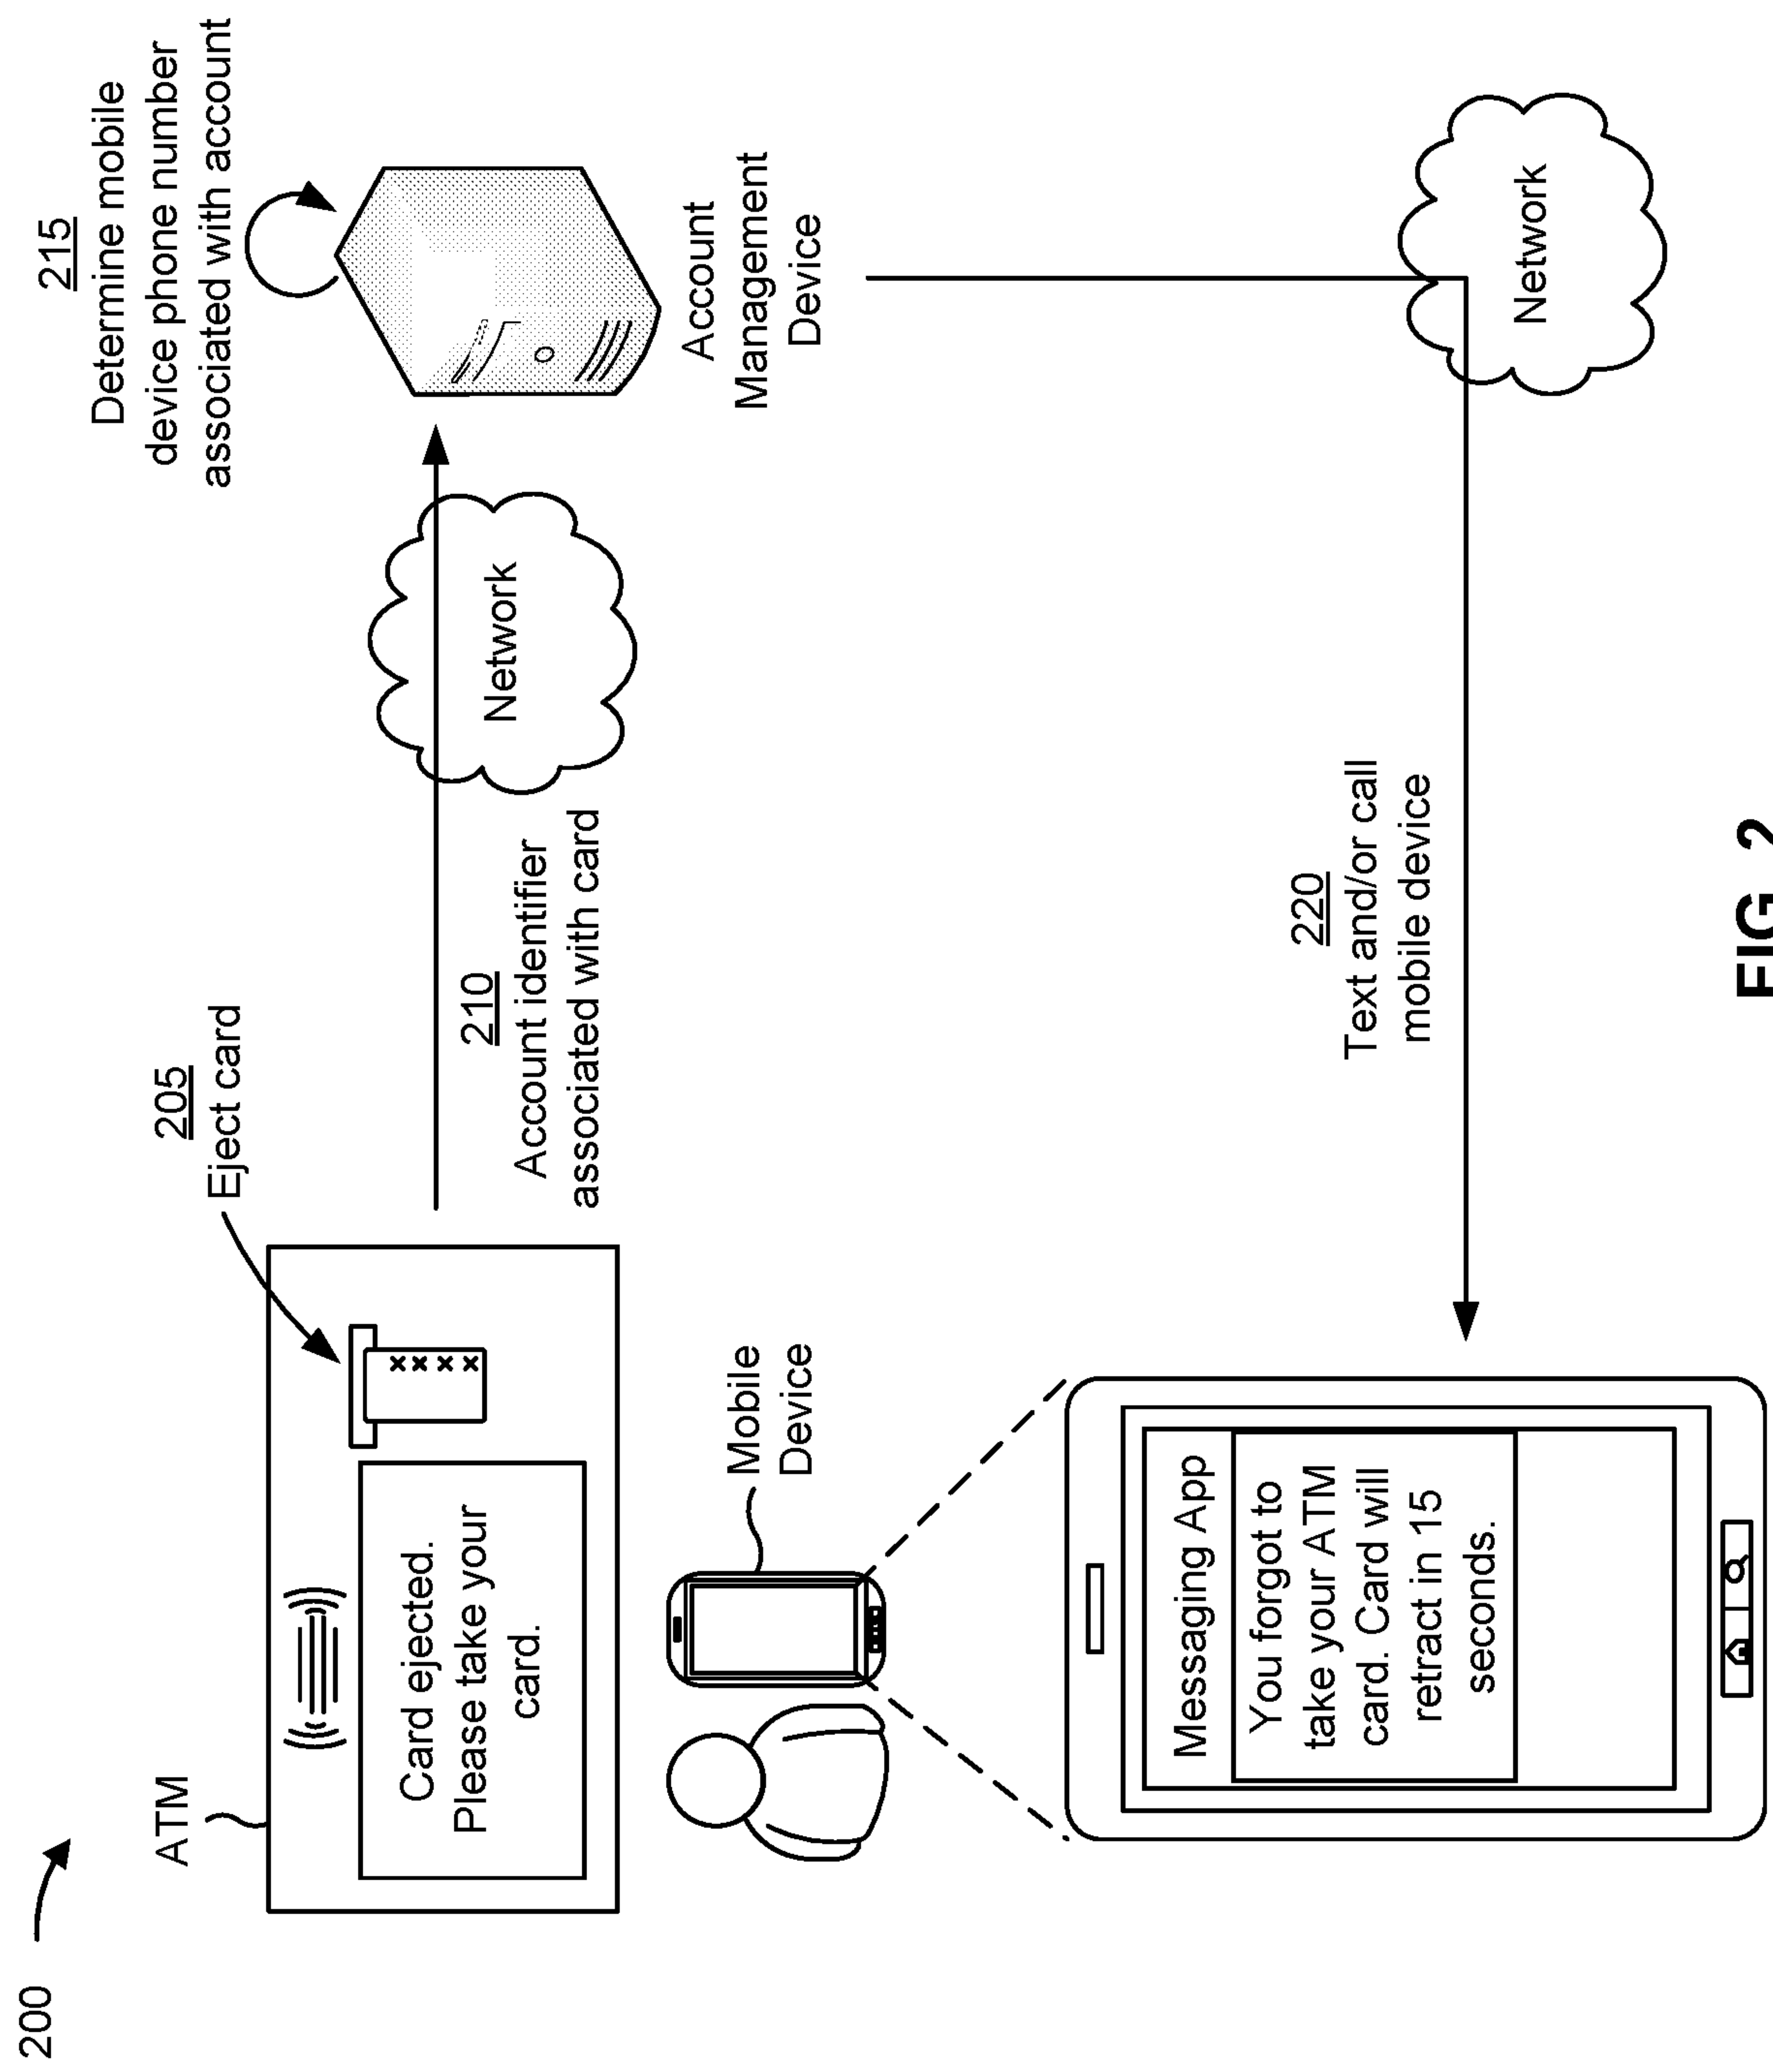 200
ATM
Card ejected.
Please take your
card.
205
Eject card
210
Account identifier
associated with card
Network
215
Determine mobile
device phone number
associated with account
Account
Management
Device
Mobile
Device
Messaging App
You forgot to
take your ATM
card. Card will
retract in 15
seconds.
220
Text and/or call
mobile device
Network
FIG. 2